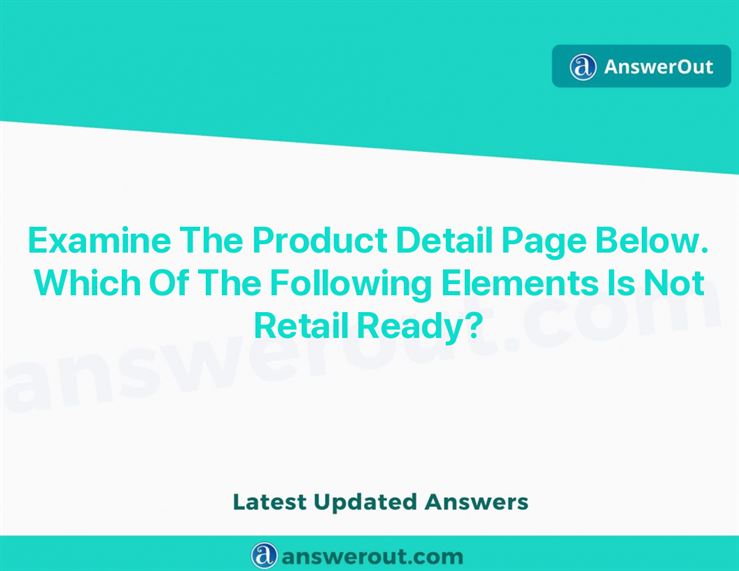 AnswerOut
Examine The Product Detail Page Below.
Which Of The Following Elements Is Not
Retail Ready?
answerout.com
Latest Updated Answers
answerout.com